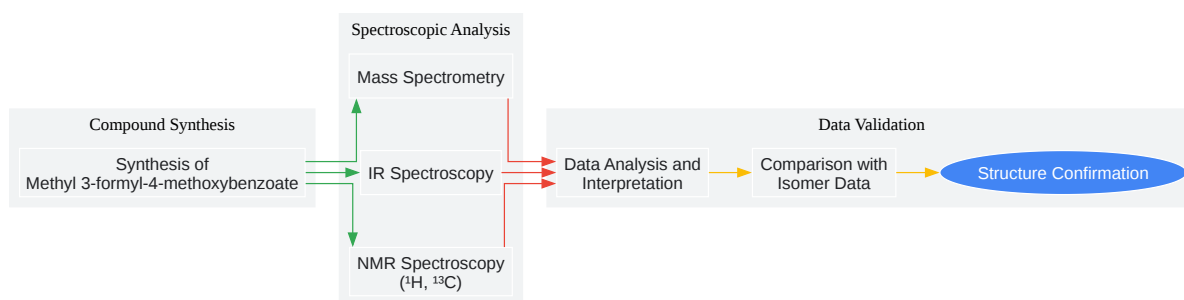 Compound Synthesis
Synthesis of
Methyl 3-formyl-4-methoxybenzoate
Spectroscopic Analysis
Mass Spectrometry
IR Spectroscopy
NMR Spectroscopy
(¹H, ¹³C)
Data Validation
Data Analysis and
Interpretation
Comparison with
Isomer Data
Structure Confirmation